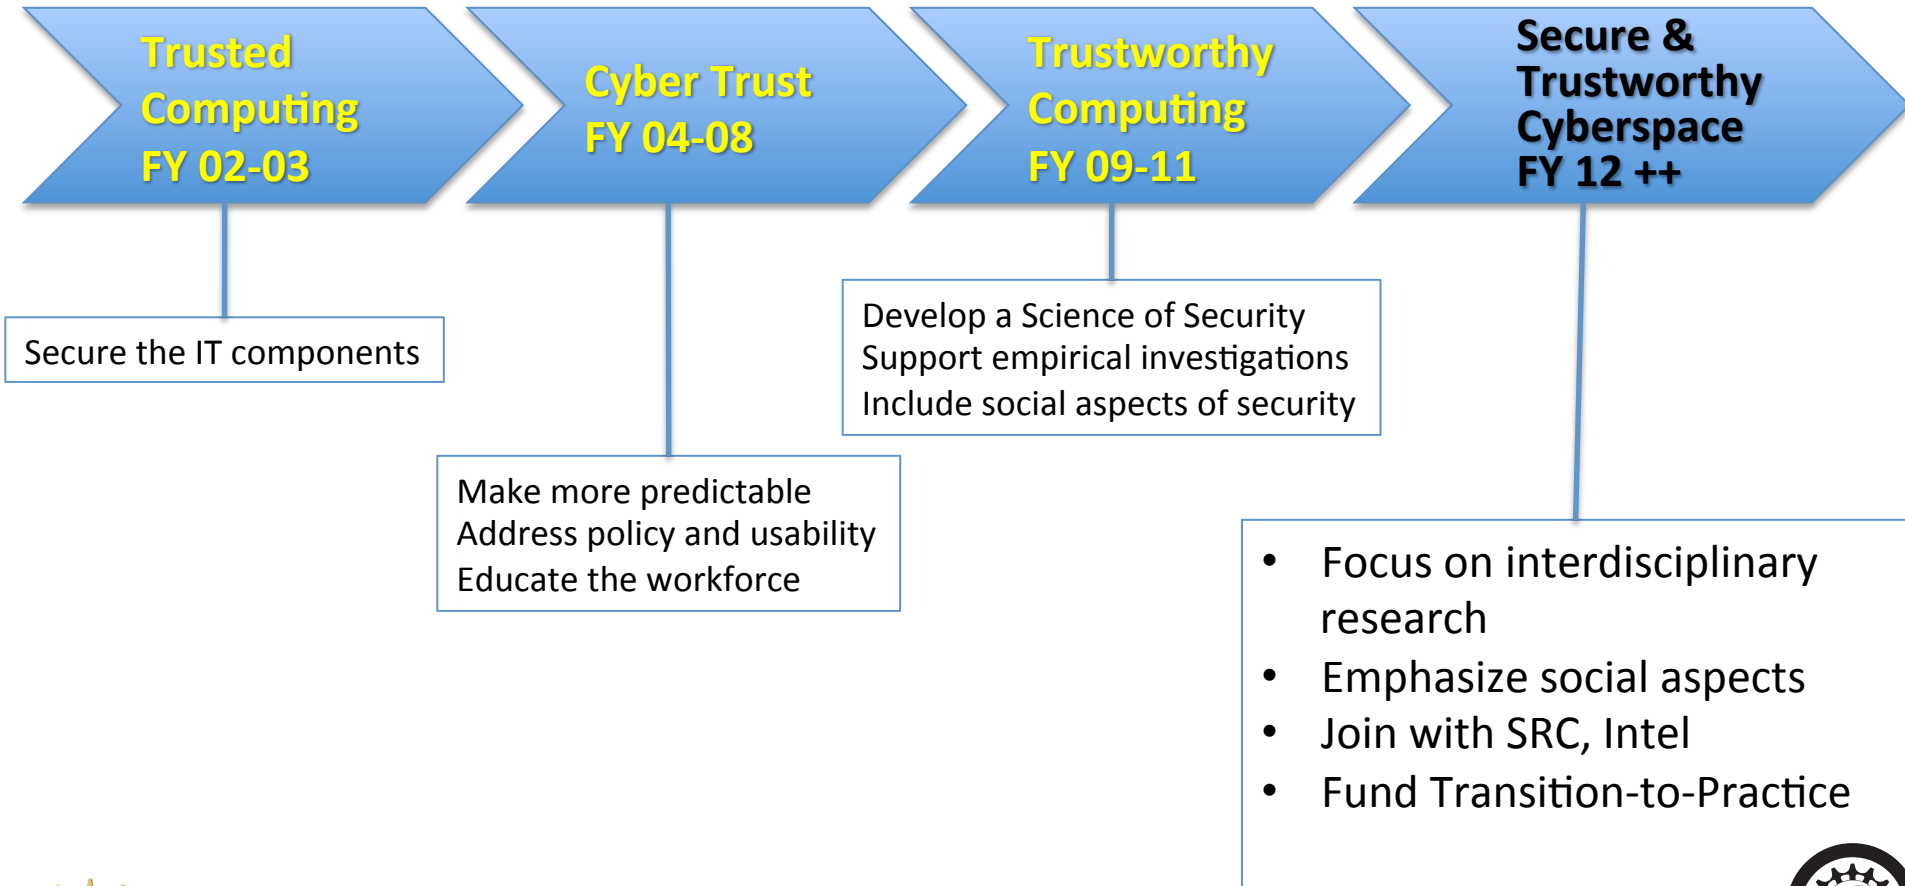 Trusted
Computing
FY 02-03
Cyber Trust
FY 04-08
Trustworthy
Computing
FY 09-11
Secure &
Trustworthy
Cyberspace
FY 12 ++
Secure the IT components
Make more predictable
Address policy and usability
Educate the workforce
Develop a Science of Security
Support empirical investigations
Include social aspects of security
• Focus on interdisciplinary
research
• Emphasize social aspects
• Join with SRC, Intel
• Fund Transition-to-Practice